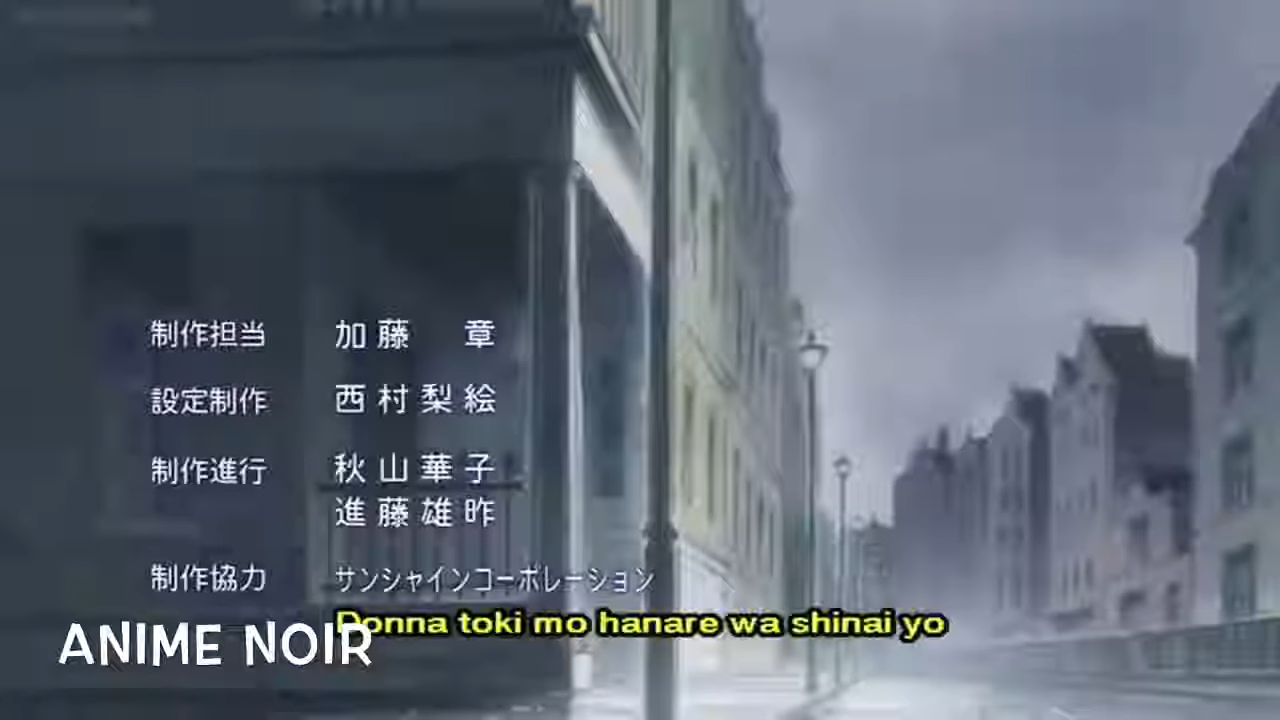 制作担当 加藤 章
設定制作 西村梨絵
制作進行 秋山華子
進藤雄昨
制作協力 サンシャインコーポレーション
Donna toki mo hanare wa shinai yo
ANIME NOIR